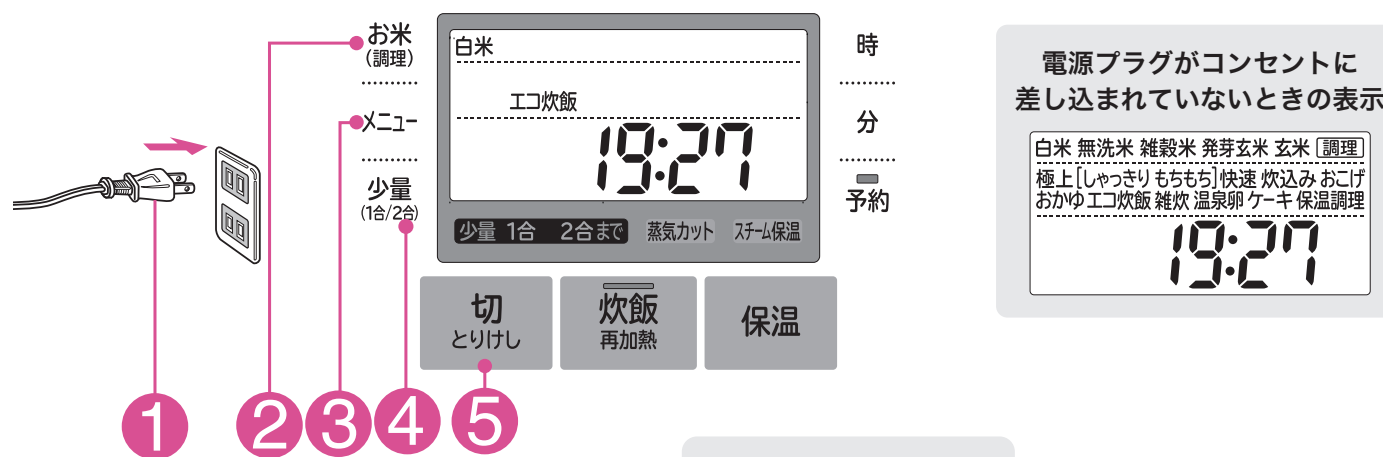 お米
(調理)
メニュー
少量
(1合/2合)
白米
エコ炊飯
19:27
少量 1合 2合まで 蒸気カット スチーム保温
時
分
予約
切
とりけし
炊飯
再加熱
保温
1
2
3
4
5
電源プラグがコンセントに
差し込まれていないときの表示
白米 無洗米 雑穀米 発芽玄米 玄米 調理
極上[しゃっきり もちもち]快速 炊込み おこげ
おかゆ エコ炊飯 雑炊 温泉卵 ケーキ 保温調理
19:27